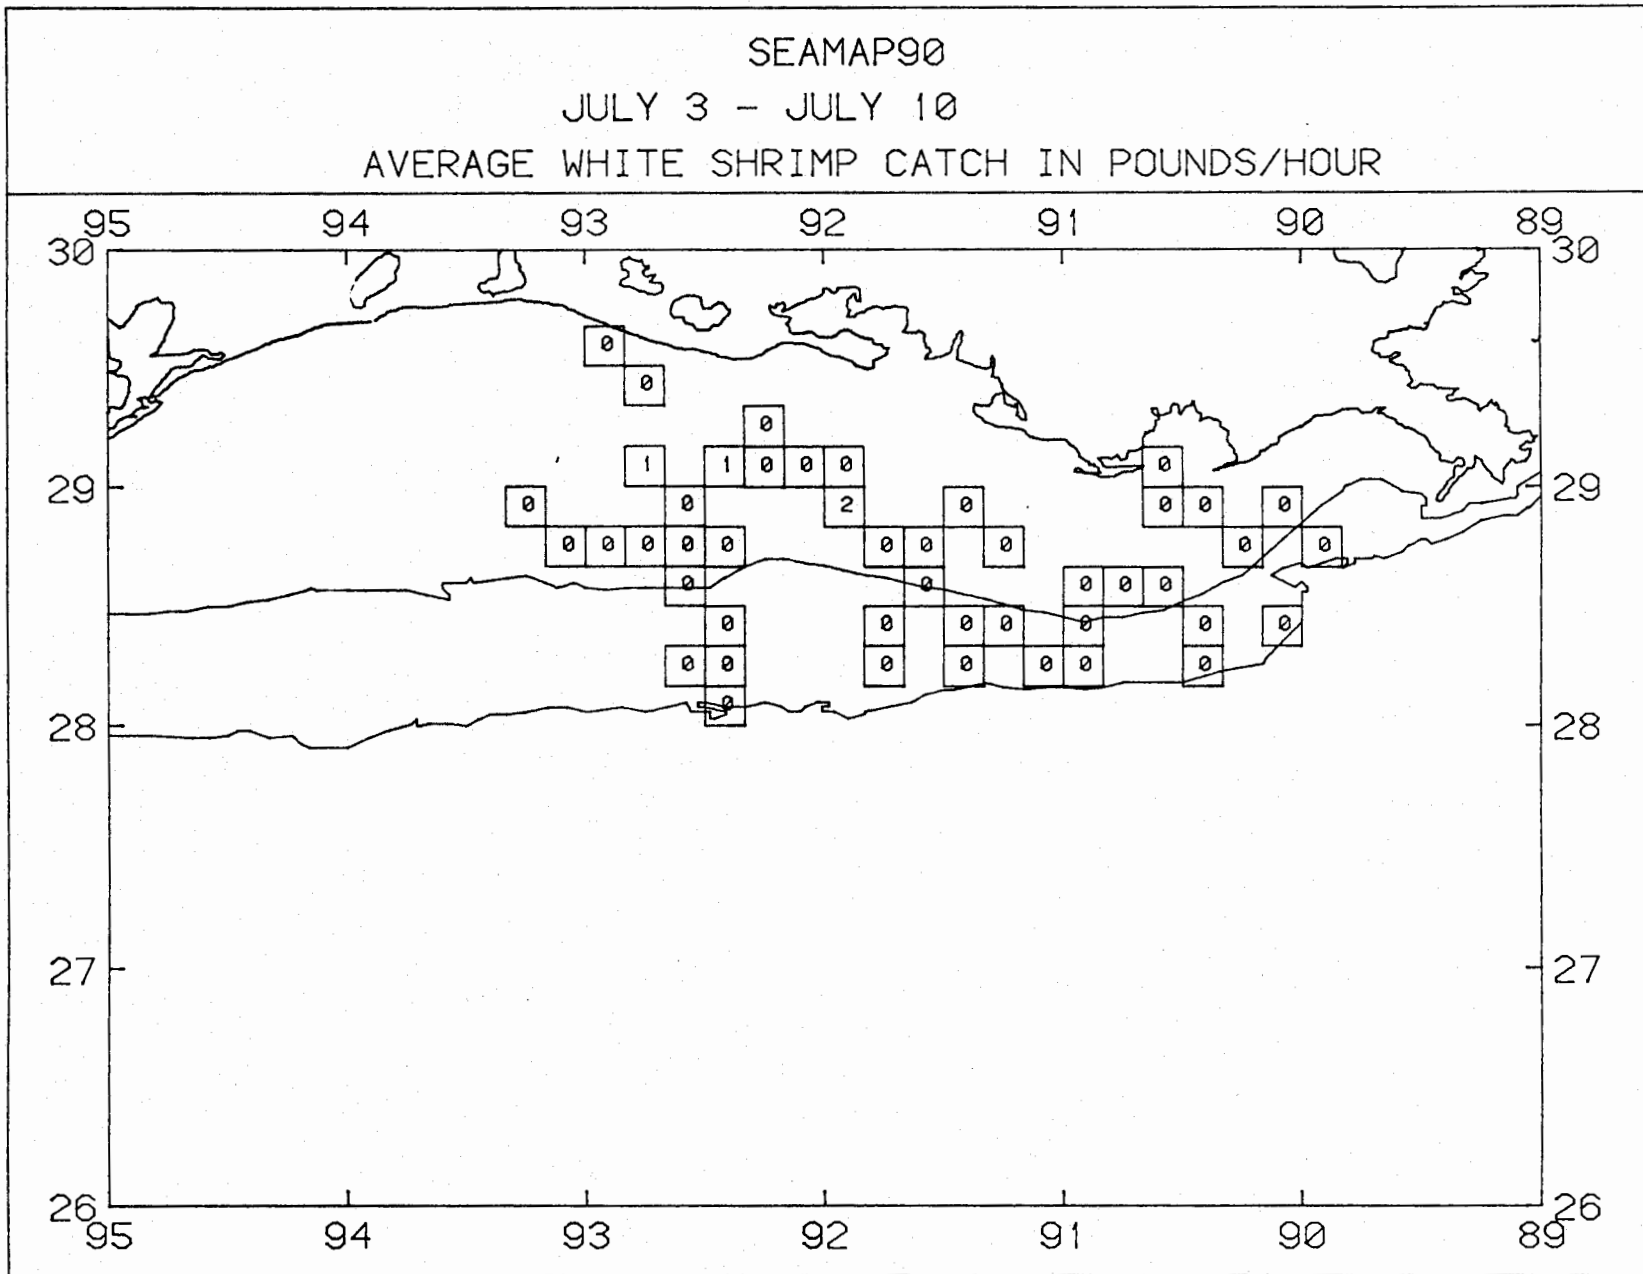 SEAMAP90
JULY 3 - JULY 10
AVERAGE WHITE SHRIMP CATCH IN POUNDS/HOUR
95 94 93 92 91 90 89
30 30
0
0
0
1 1 0 0 0 0
29 29
0 0 2 0 0 0 0
0 0 0 0 0 0 0 0 0 0
0 0 0 0 0
0 0 0 0 0 0 0
0 0 0 0 0 0 0
0
28 28
27 27
26 26
95 94 93 92 91 90 89